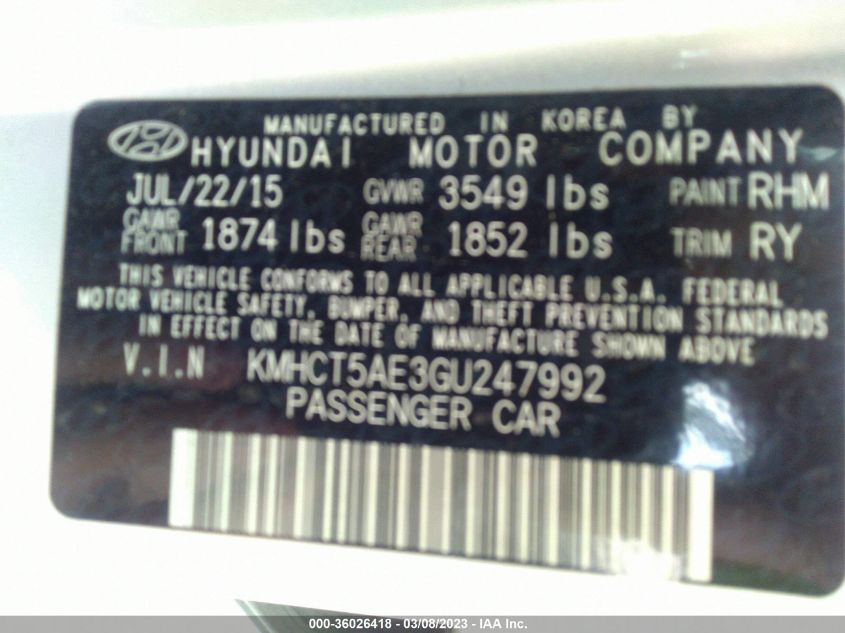 MANUFACTURED IN KOREA BY
HYUNDAI MOTOR COMPANY
JUL/22/15 GVWR 3549 lbs PAINT RHM
GAWR FRONT 1874 lbs GAWR REAR 1852 lbs TRIM RY
THIS VEHICLE CONFORMS TO ALL APPLICABLE U.S.A. FEDERAL
MOTOR VEHICLE SAFETY, BUMPER, AND THEFT PREVENTION STANDARDS
IN EFFECT ON THE DATE OF MANUFACTURE SHOWN ABOVE
V.I.N KMHCT5AE3GU247992
PASSENGER CAR
000-36026418 - 03/08/2023 - IAA Inc.